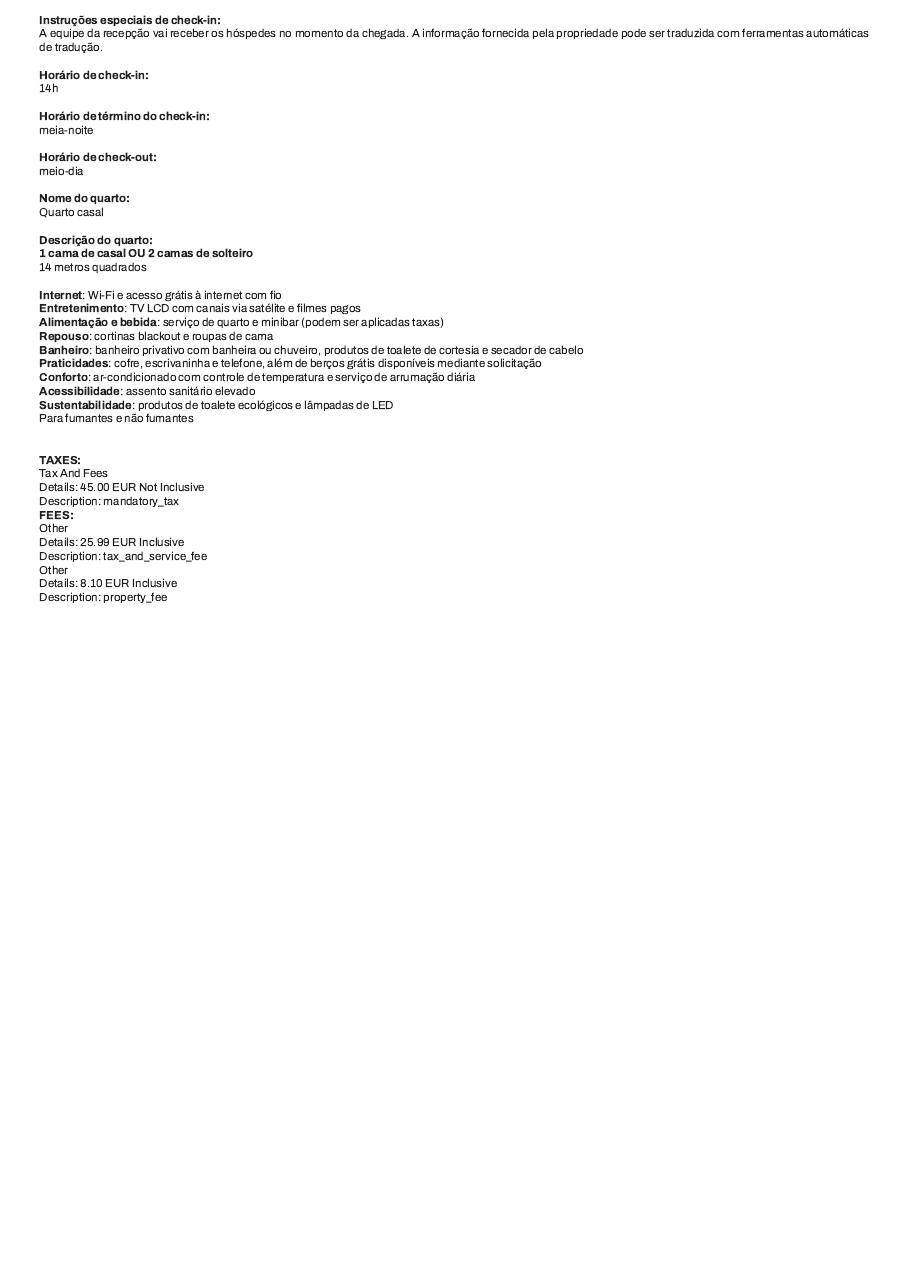 Instruções especiais de check-in:
A equipe da recepção vai receber os hóspedes no momento da chegada. A informação fornecida pela propriedade pode ser traduzida com ferramentas automáticas
de tradução.
Horário de check-in:
14h
Horário de término do check-in:
meia-noite
Horário de check-out:
meio-dia
Nome do quarto:
Quarto casal
Descrição do quarto:
1 cama de casal OU 2 camas de solteiro
14 metros quadrados
Internet: Wi-Fi e acesso grátis à internet com fio
Entretenimento: TV LCD com canais via satélite e filmes pagos
Alimentação e bebida: serviço de quarto e minibar (podem ser aplicadas taxas)
Repouso: cortinas blackout e roupas de cama
Banheiro: banheiro privativo com banheira ou chuveiro, produtos de toalete de cortesia e secador de cabelo
Praticidades: cofre, escrivaninha e telefone, além de berços grátis disponíveis mediante solicitação
Conforto: ar-condicionado com controle de temperatura e serviço de arrumação diária
Acessibilidade: assento sanitário elevado
Sustentabilidade: produtos de toalete ecológicos e lâmpadas de LED
Para fumantes e não fumantes
TAXES:
Tax And Fees
Details: 45.00 EUR Not Inclusive
Description: mandatory_tax
FEES:
Other
Details: 25.99 EUR Inclusive
Description: tax_and_service_fee
Other
Details: 8.10 EUR Inclusive
Description: property_fee